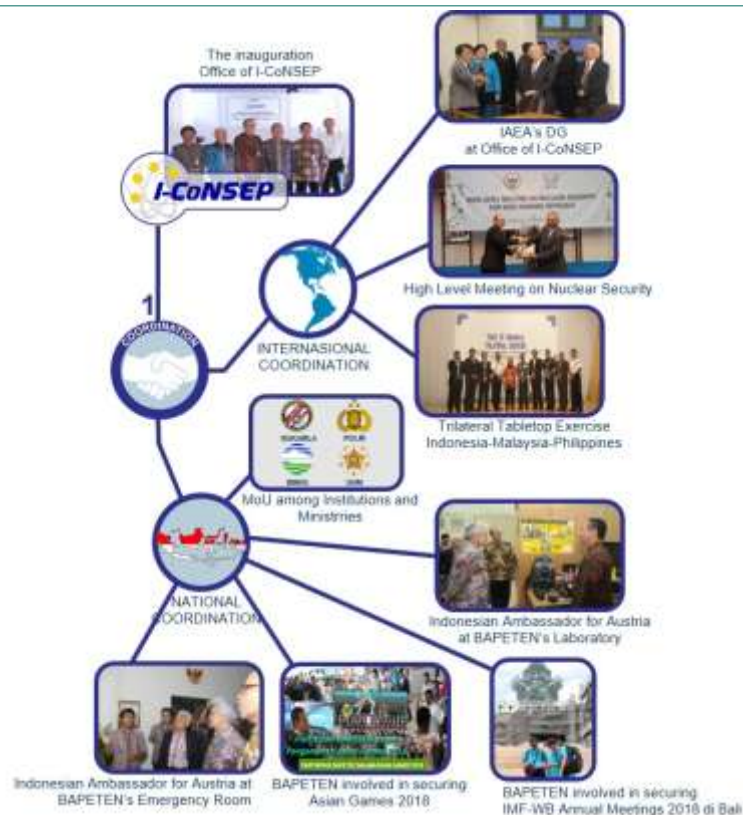 The inauguration
Office of I-CoNSEP
I-CoNSEP
IAEA's DG
at Office of I-CoNSEP
High Level Meeting on Nuclear Security
1
COORDINATION
INTERNASIONAL
COORDINATION
Trilateral Tabletop Exercise
Indonesia-Malaysia-Philippines
POLRI
MoU among Institutions and
Ministrries
NATIONAL
COORDINATION
Indonesian Ambassador for Austria
at BAPETEN's Laboratory
Indonesian Ambassador for Austria at
BAPETEN's Emergency Room
BAPETEN involved in securing
Asian Games 2018
BAPETEN involved in securing
IMF-WB Annual Meetings 2018 di Bali